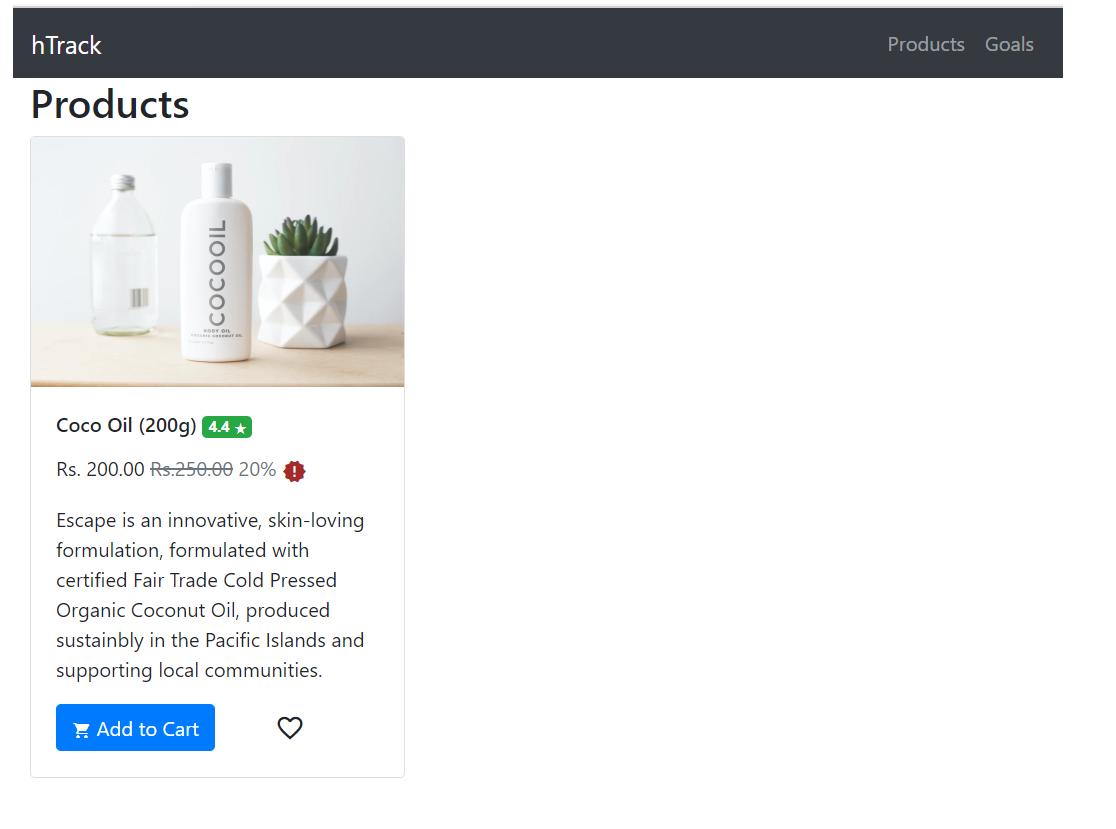 hTrack Products Goals
Products
COCOOIL
BODY OIL
ORGANIC COCONUT OIL
Coco Oil (200g) 4.4 ★
Rs. 200.00 Rs.250.00 20%
Escape is an innovative, skin-loving
formulation, formulated with
certified Fair Trade Cold Pressed
Organic Coconut Oil, produced
sustainbly in the Pacific Islands and
supporting local communities.
Add to Cart